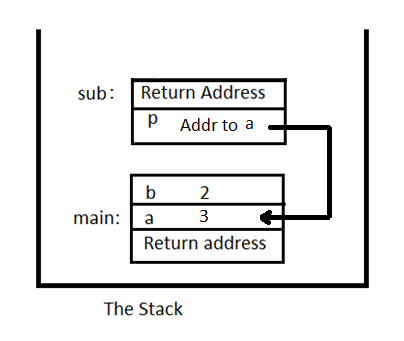 sub: Return Address
p Addr to a
b 2
main: a 3
Return address
The Stack